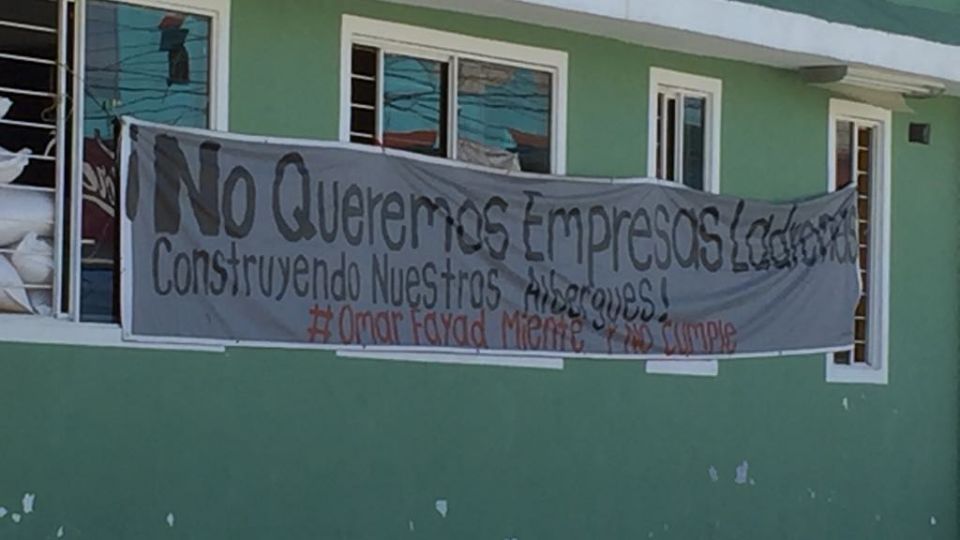 ¡No Queremos Empresas Ladronas
Construyendo Nuestros Albergues!
#Omar Fayad Miente Y No Cumple